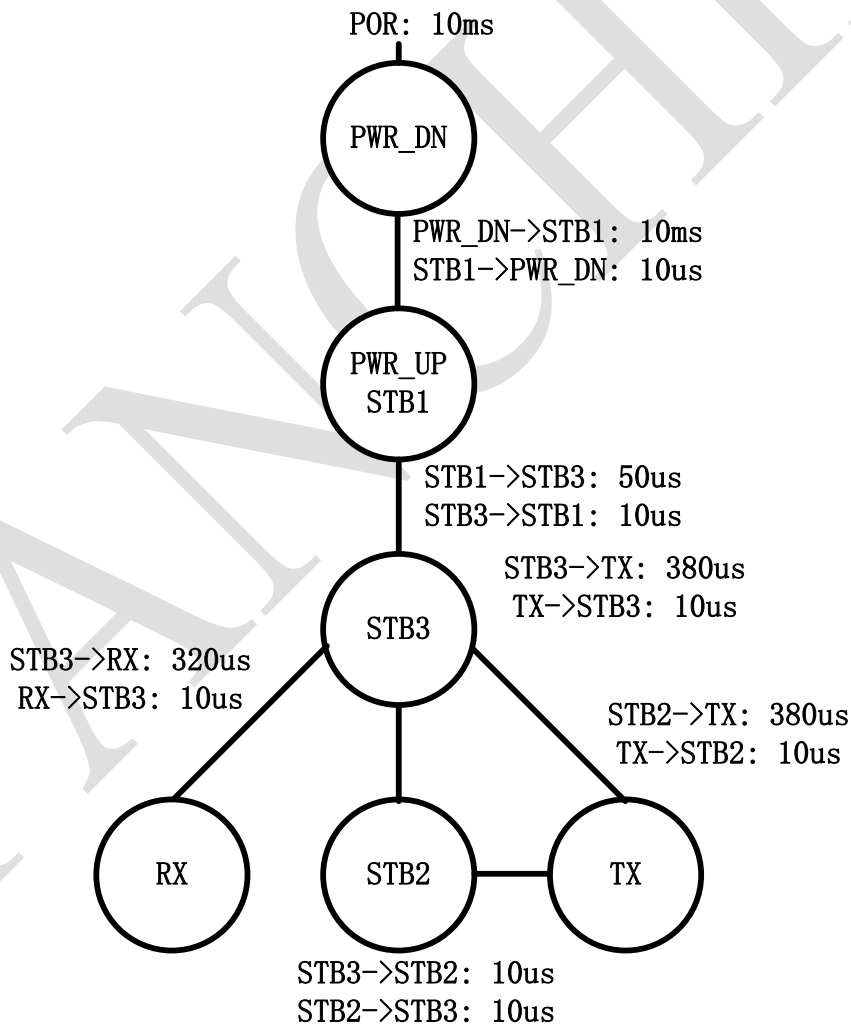 POR: 10ms
PWR_DN
PWR_DN->STB1: 10ms
STB1->PWR_DN: 10us
PWR_UP
STB1
STB1->STB3: 50us
STB3->STB1: 10us
STB3->TX: 380us
TX->STB3: 10us
STB3
STB3->RX: 320us
RX->STB3: 10us
STB2->TX: 380us
TX->STB2: 10us
RX
STB2
TX
STB3->STB2: 10us
STB2->STB3: 10us